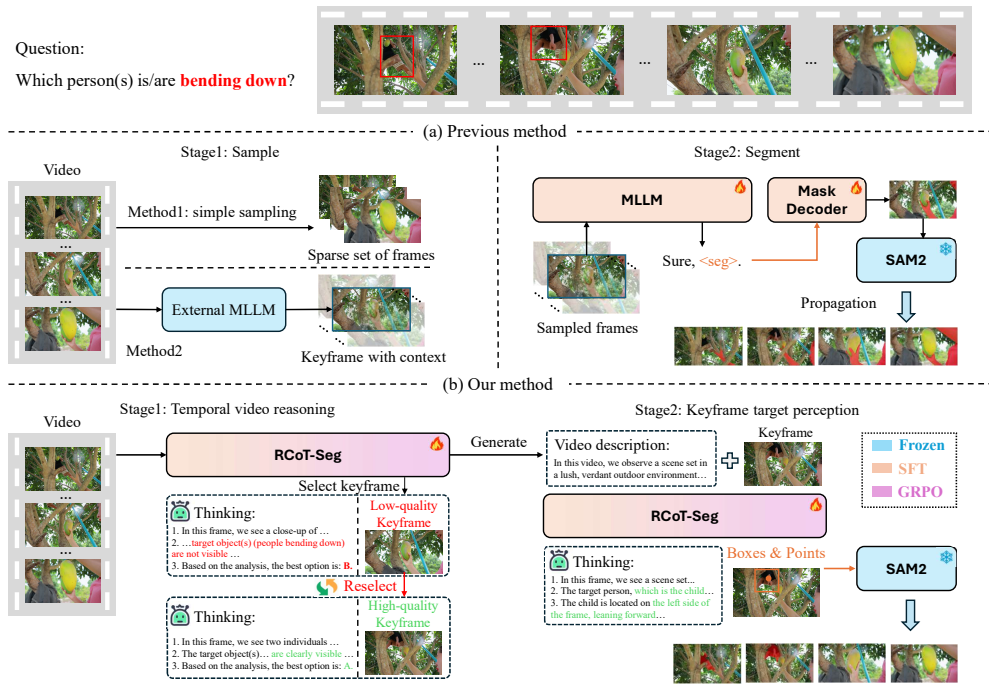 Question:
Which person(s) is/are bending down?
...
...
...
(a) Previous method
Stage1: Sample
Video
...
...
Method1: simple sampling
Sparse set of frames
External MLLM
Method2
Keyframe with context
Stage2: Segment
MLLM
Mask
Decoder
Sure, <seg>.
SAM2
Sampled frames
Propagation
(b) Our method
Stage1: Temporal video reasoning
Video
...
...
RCoT-Seg
Generate
Select keyframe
Thinking:
1. In this frame, we see a close-up of …
2. …target object(s) (people bending down)
are not visible …
3. Based on the analysis, the best option is: B.
Low-quality
Keyframe
Reselect
Thinking:
1. In this frame, we see two individuals …
2. The target object(s)… are clearly visible …
3. Based on the analysis, the best option is: A.
High-quality
Keyframe
Stage2: Keyframe target perception
Video description:
In this video, we observe a scene set in
a lush, verdant outdoor environment…
Keyframe
Frozen
SFT
GRPO
RCoT-Seg
Thinking:
1. In this frame, we see a scene set...
2. The target person, which is the child…
3. The child is located on the left side of
the frame, leaning forward…
Boxes & Points
SAM2